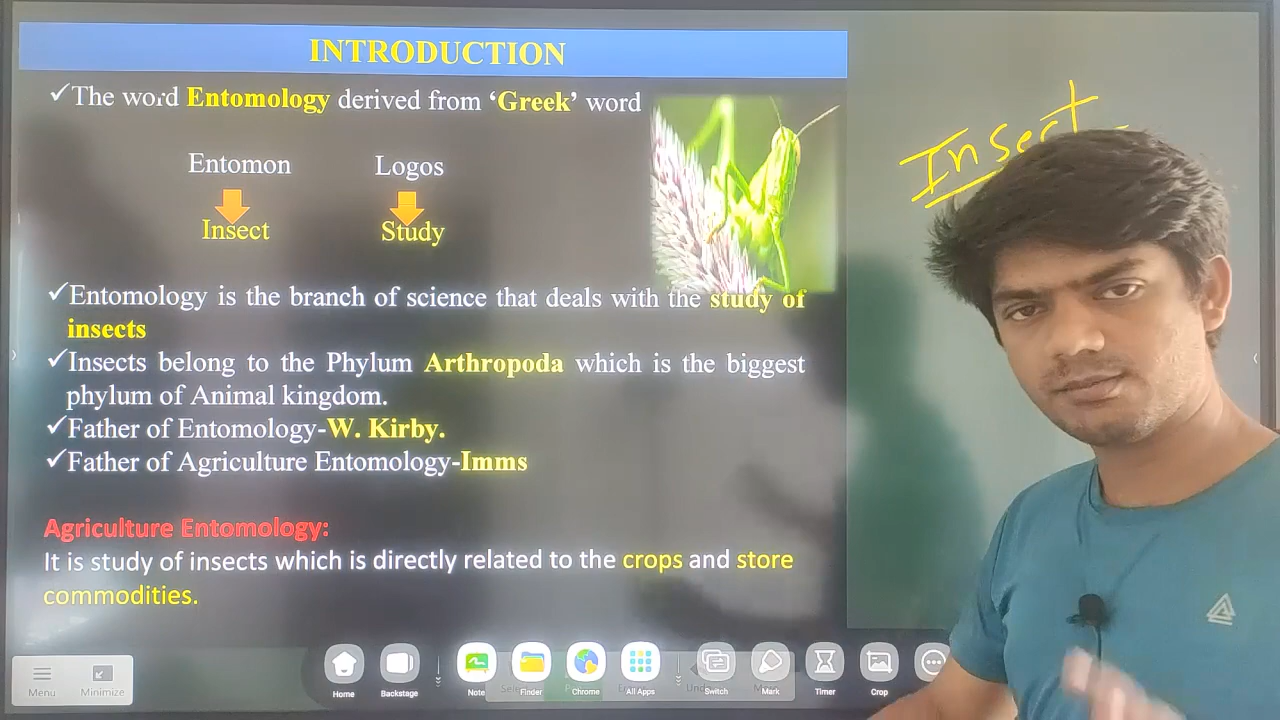 INTRODUCTION
✓The word Entomology derived from ‘Greek’ word
Entomon Logos
Insect Study
Insect
✓Entomology is the branch of science that deals with the study of
insects
✓Insects belong to the Phylum Arthropoda which is the biggest
phylum of Animal kingdom.
✓Father of Entomology-W. Kirby.
✓Father of Agriculture Entomology-Imms
Agriculture Entomology:
It is study of insects which is directly related to the crops and store
commodities.
Menu Minimize Home Backstage Note Finder Chrome All Apps Switch Mark Timer Crop